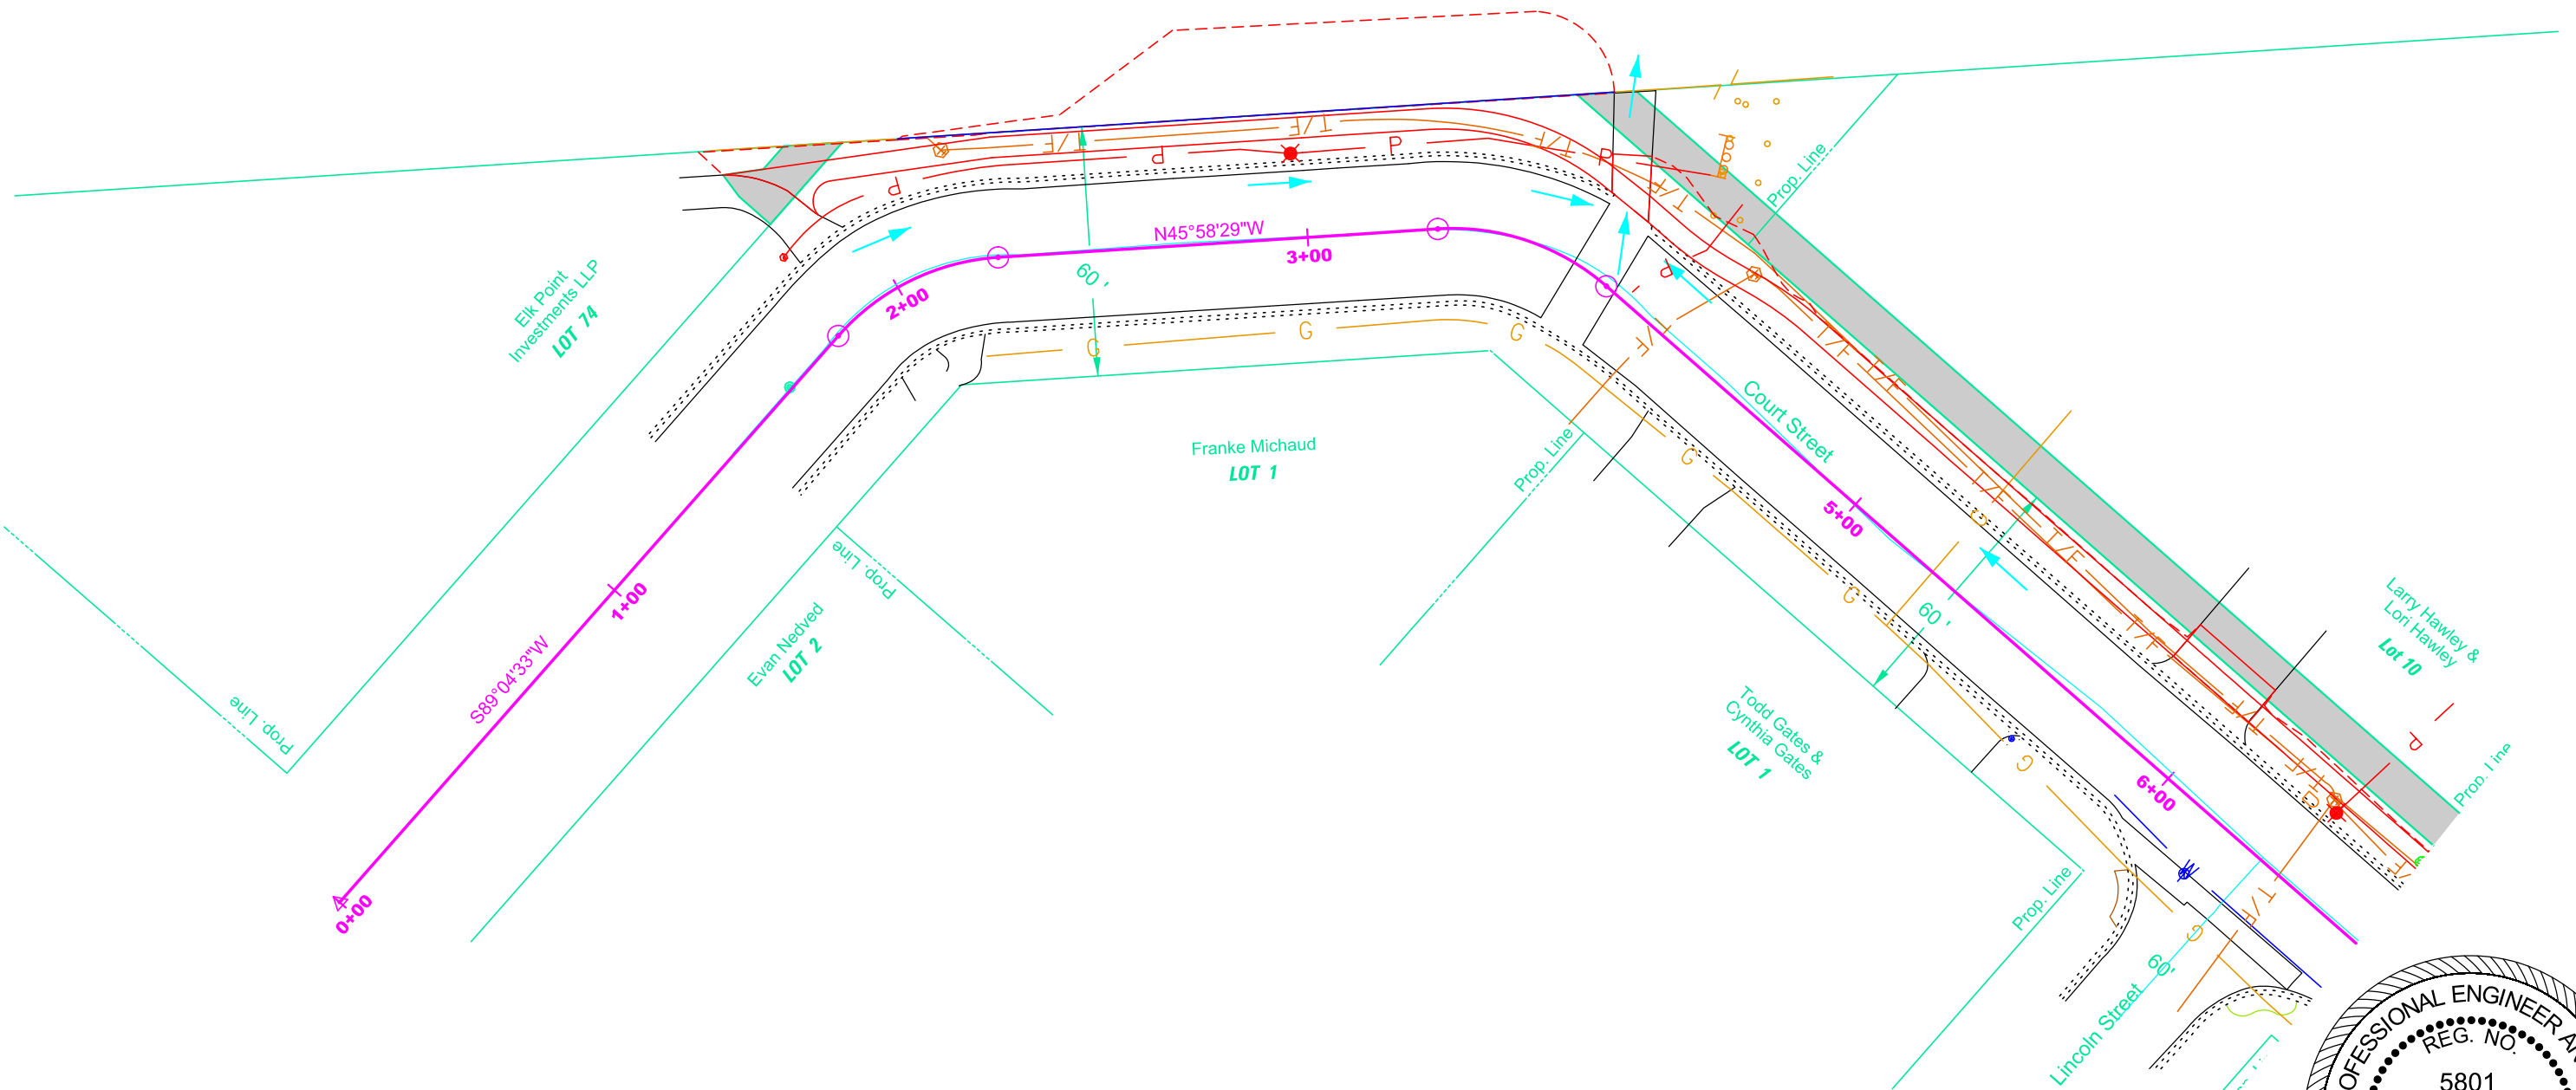 N45°58'29"W
3+00
2+00
60 '
Elk Point
Investments LLP
LOT 74
Franke Michaud
LOT 1
Prop. Line
Prop. Line
Court Street
5+00
60 '
1+00
S89°04'33"W
0+00
Prop. Line
Prop. Line
Evan Nedved
LOT 2
Todd Gates &
Cynthia Gates
LOT 1
Larry Hawley &
Lori Hawley
Lot 10
6+00
Prop. Line
Prop. Line
60'
Lincoln Street
T/F
T/F
T/F
T/F
T/F
T/F
T/F
T/F
T/F
T/F
T/F
T/F
T/F
P
P
P
P
P
P
G
G
G
G
G
G
G
G
W
OFESSIONAL ENGINEER A
REG. NO.
5801